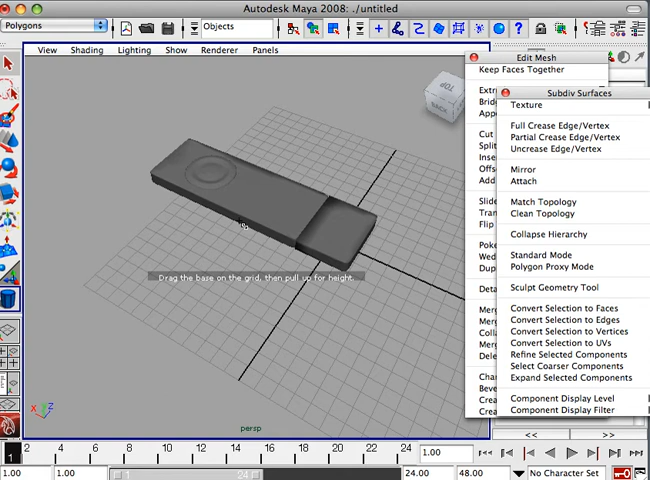 Autodesk Maya 2008: ./untitled
Polygons
Objects
View Shading Lighting Show Renderer Panels
Edit Mesh
Keep Faces Together
Subdiv Surfaces
Texture
Full Crease Edge/Vertex
Partial Crease Edge/Vertex
Uncrease Edge/Vertex
Mirror
Attach
Match Topology
Clean Topology
Collapse Hierarchy
Standard Mode
Polygon Proxy Mode
Sculpt Geometry Tool
Convert Selection to Faces
Convert Selection to Edges
Convert Selection to Vertices
Convert Selection to UVs
Refine Selected Components
Select Coarser Components
Expand Selected Components
Component Display Level
Component Display Filter
BACK
Drag the base on the grid, then pull up for height.
X Z
persp
<< >>
2 4 6 8 10 12 14 16 18 20 22 24
1
1.00
1.00 1.00 1 24 24.00 48.00 No Character Set